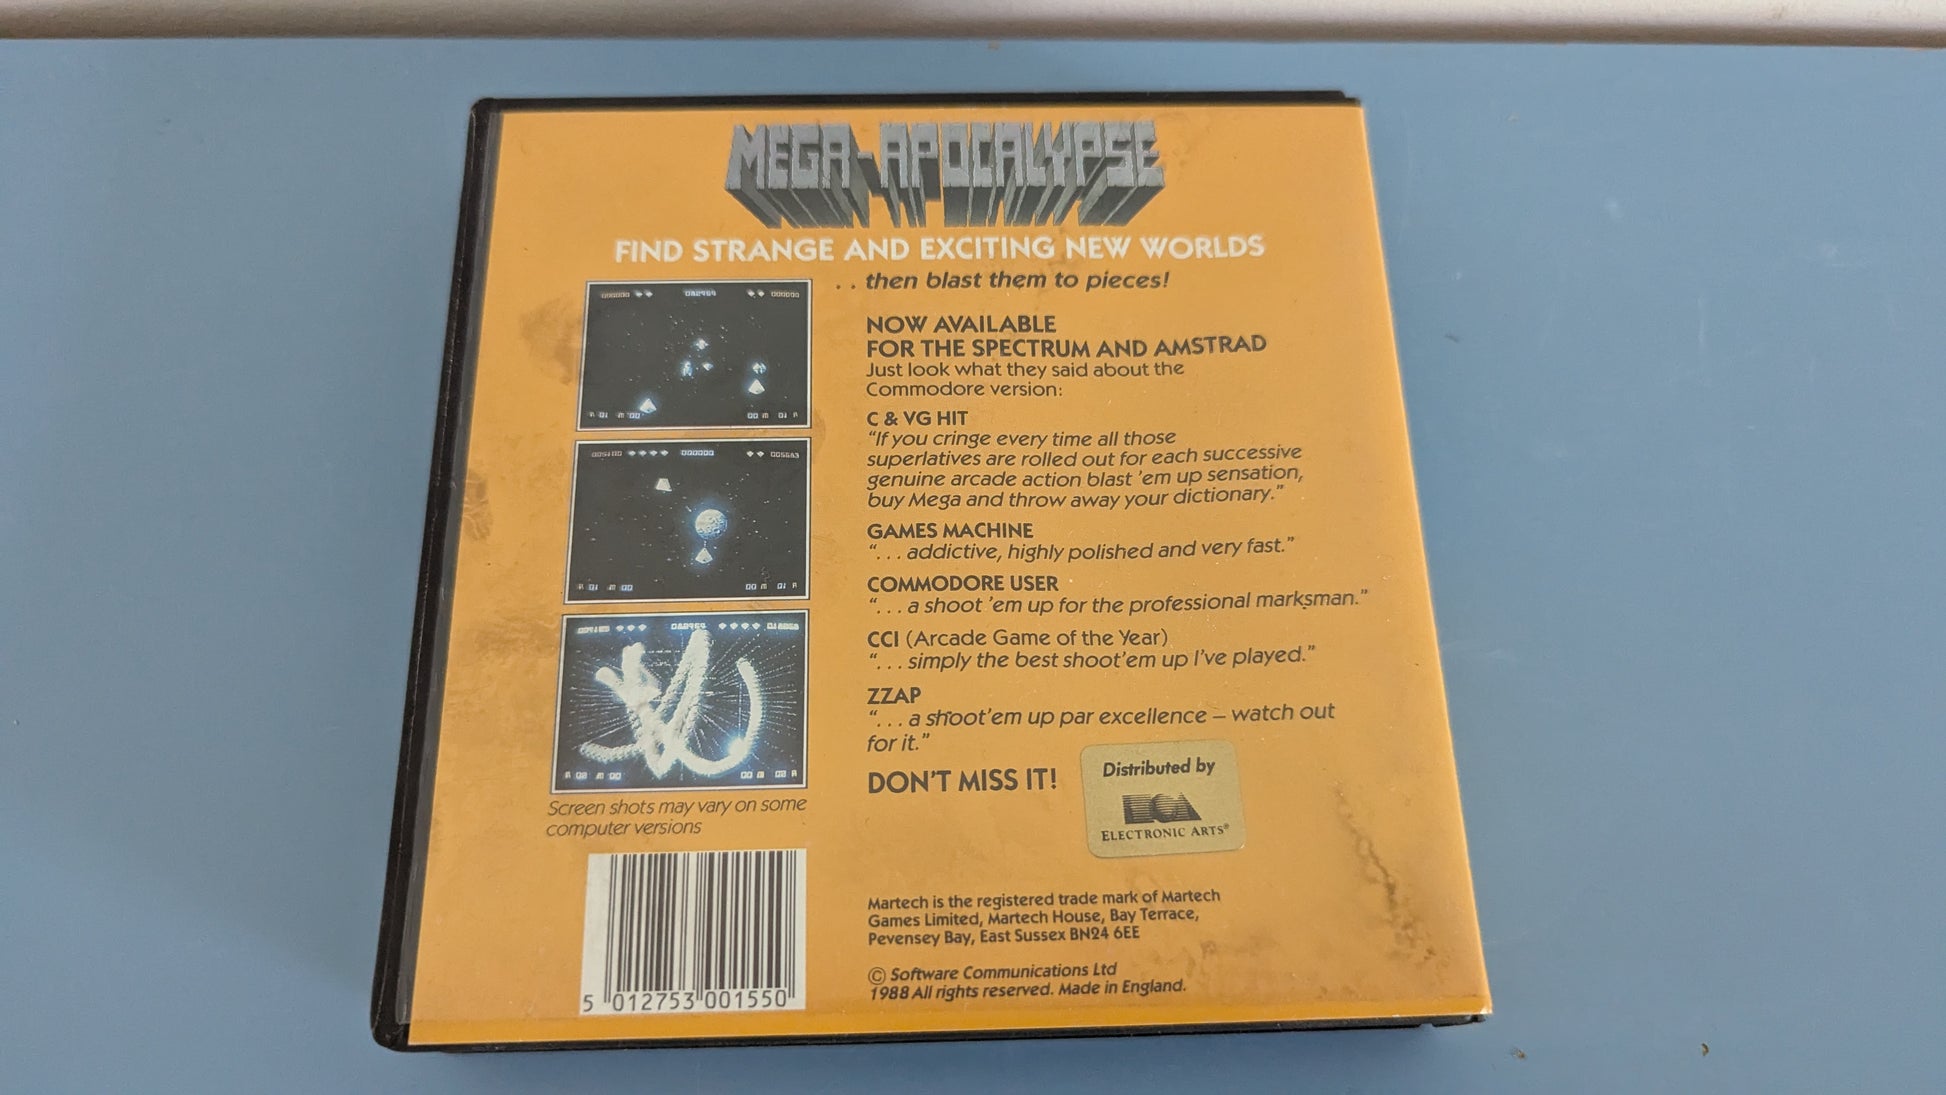 MEGA-APOCALYPSE
FIND STRANGE AND EXCITING NEW WORLDS
. . then blast them to pieces!
NOW AVAILABLE
FOR THE SPECTRUM AND AMSTRAD
Just look what they said about the
Commodore version:
C & VG HIT
“If you cringe every time all those
superlatives are rolled out for each successive
genuine arcade action blast 'em up sensation,
buy Mega and throw away your dictionary.”
GAMES MACHINE
“. . . addictive, highly polished and very fast.”
COMMODORE USER
“. . . a shoot 'em up for the professional marksman.”
CCI (Arcade Game of the Year)
“. . . simply the best shoot'em up I've played.”
ZZAP
“. . . a shoot'em up par excellence – watch out
for it.”
DON'T MISS IT!
Distributed by
ELECTRONIC ARTS®
Screen shots may vary on some
computer versions
5 012753 001550
Martech is the registered trade mark of Martech
Games Limited, Martech House, Bay Terrace,
Pevensey Bay, East Sussex BN24 6EE
© Software Communications Ltd
1988 All rights reserved. Made in England.